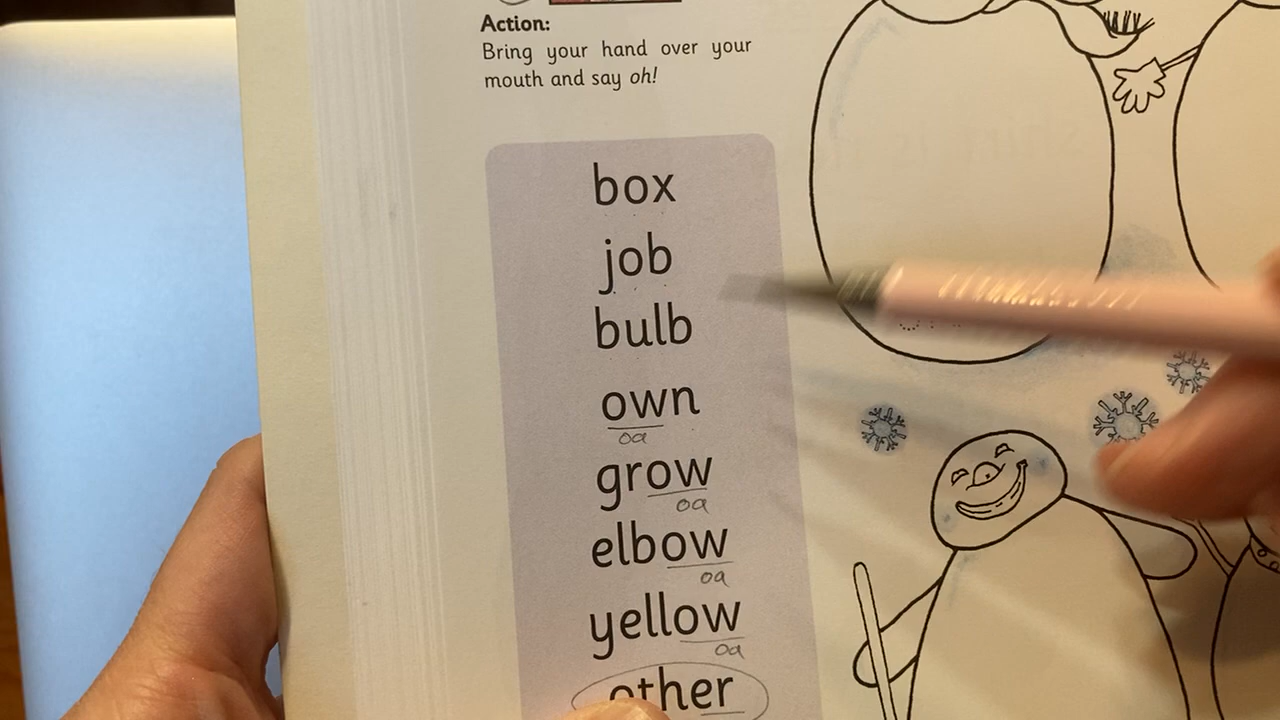 Action:
Bring your hand over your
mouth and say oh!
box
job
bulb
own
oa
grow
oa
elbow
oa
yellow
oa
other